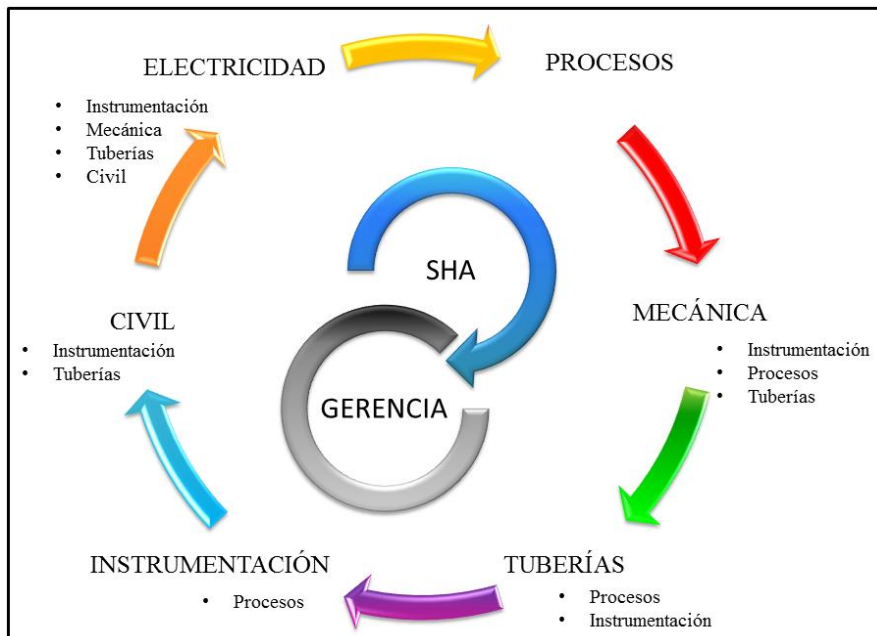 ELECTRICIDAD
• Instrumentación
• Mecánica
• Tuberías
• Civil
PROCESOS
MECÁNICA
• Instrumentación
• Procesos
• Tuberías
TUBERÍAS
• Procesos
• Instrumentación
INSTRUMENTACIÓN
• Procesos
CIVIL
• Instrumentación
• Tuberías
SHA
GERENCIA